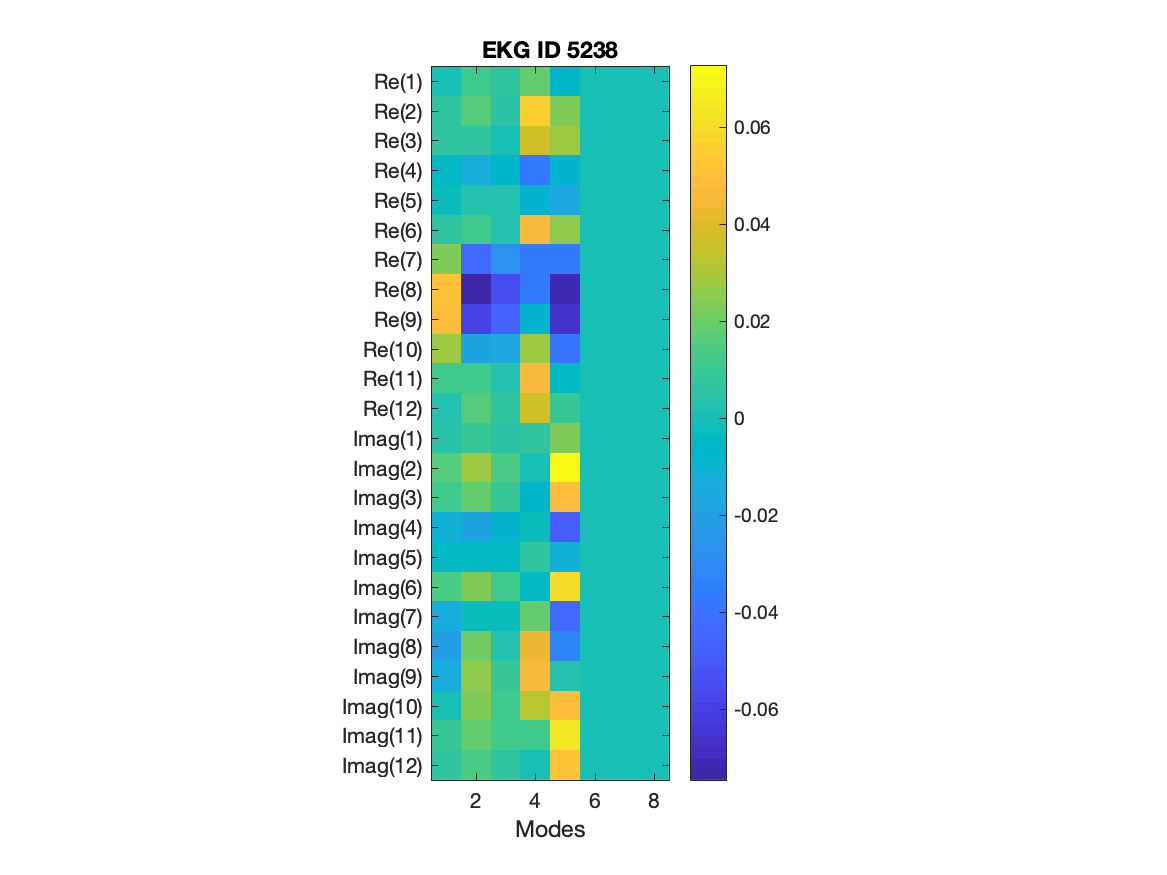 EKG ID 5238
Re(1)
Re(2)
Re(3)
Re(4)
Re(5)
Re(6)
Re(7)
Re(8)
Re(9)
Re(10)
Re(11)
Re(12)
Imag(1)
Imag(2)
Imag(3)
Imag(4)
Imag(5)
Imag(6)
Imag(7)
Imag(8)
Imag(9)
Imag(10)
Imag(11)
Imag(12)
2 4 6 8
Modes
0.06
0.04
0.02
0
-0.02
-0.04
-0.06